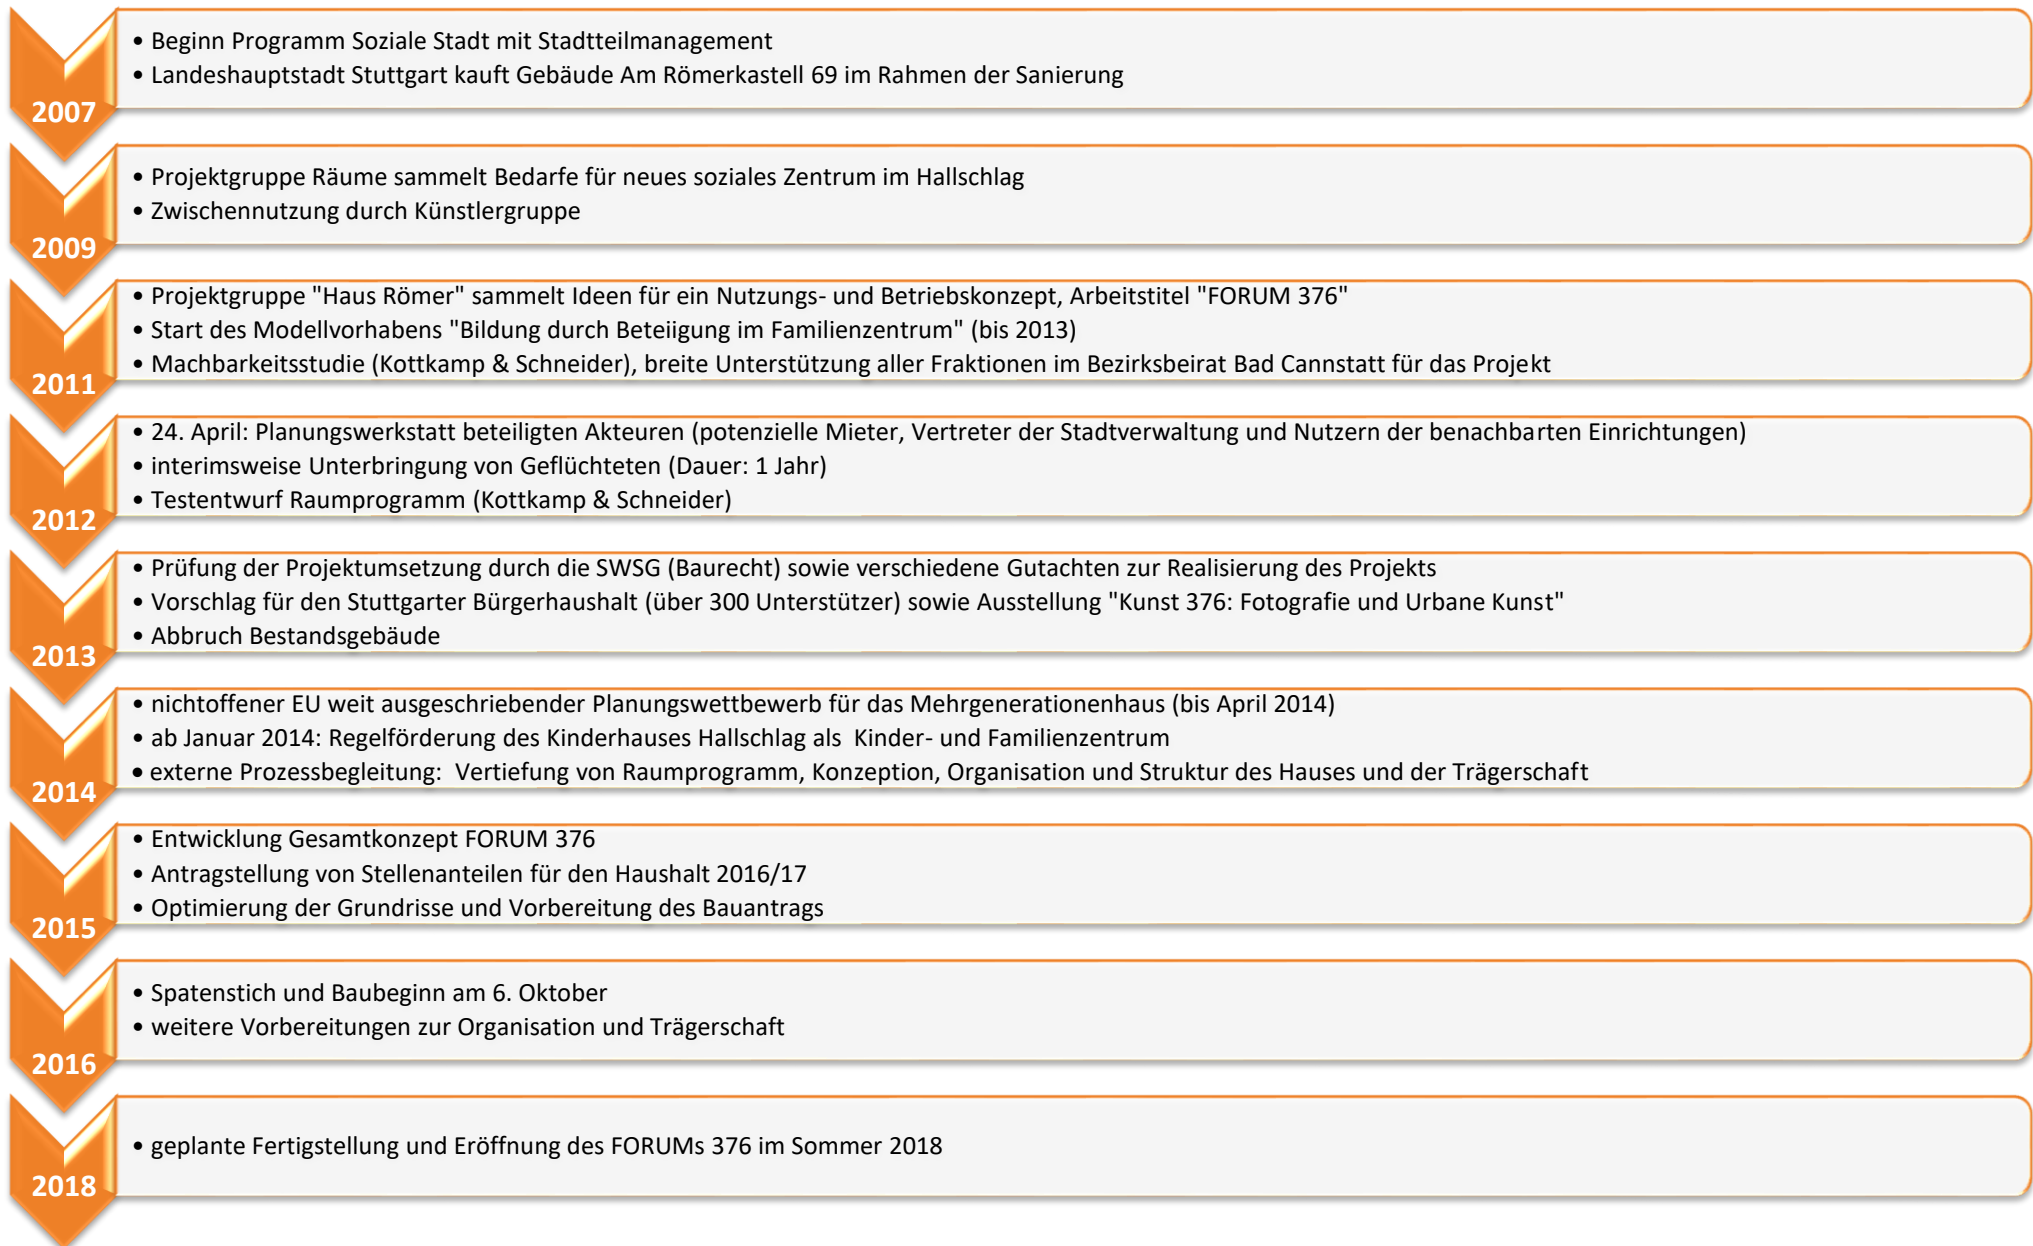 • Beginn Programm Soziale Stadt mit Stadtteilmanagement
• Landeshauptstadt Stuttgart kauft Gebäude Am Römerkastell 69 im Rahmen der Sanierung
2007
• Projektgruppe Räume sammelt Bedarfe für neues soziales Zentrum im Hallschlag
• Zwischennutzung durch Künstlergruppe
2009
• Projektgruppe "Haus Römer" sammelt Ideen für ein Nutzungs- und Betriebskonzept, Arbeitstitel "FORUM 376"
• Start des Modellvorhabens "Bildung durch Beteiigung im Familienzentrum" (bis 2013)
• Machbarkeitsstudie (Kottkamp & Schneider), breite Unterstützung aller Fraktionen im Bezirksbeirat Bad Cannstatt für das Projekt
2011
• 24. April: Planungswerkstatt beteiligten Akteuren (potenzielle Mieter, Vertreter der Stadtverwaltung und Nutzern der benachbarten Einrichtungen)
• interimsweise Unterbringung von Geflüchteten (Dauer: 1 Jahr)
• Testentwurf Raumprogramm (Kottkamp & Schneider)
2012
• Prüfung der Projektumsetzung durch die SWSG (Baurecht) sowie verschiedene Gutachten zur Realisierung des Projekts
• Vorschlag für den Stuttgarter Bürgerhaushalt (über 300 Unterstützer) sowie Ausstellung "Kunst 376: Fotografie und Urbane Kunst"
• Abbruch Bestandsgebäude
2013
• nichtoffener EU weit ausgeschriebender Planungswettbewerb für das Mehrgenerationenhaus (bis April 2014)
• ab Januar 2014: Regelförderung des Kinderhauses Hallschlag als Kinder- und Familienzentrum
• externe Prozessbegleitung: Vertiefung von Raumprogramm, Konzeption, Organisation und Struktur des Hauses und der Trägerschaft
2014
• Entwicklung Gesamtkonzept FORUM 376
• Antragstellung von Stellenanteilen für den Haushalt 2016/17
• Optimierung der Grundrisse und Vorbereitung des Bauantrags
2015
• Spatenstich und Baubeginn am 6. Oktober
• weitere Vorbereitungen zur Organisation und Trägerschaft
2016
• geplante Fertigstellung und Eröffnung des FORUMs 376 im Sommer 2018
2018